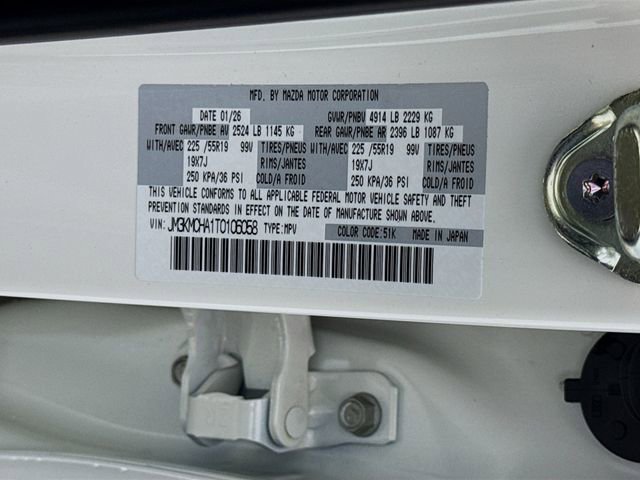 MFD. BY MAZDA MOTOR CORPORATION
DATE 01/26 GVWR/PNBV 4914 LB 2229 KG
FRONT GAWR/PNBE AV 2524 LB 1145 KG REAR GAWR/PNBE AR 2396 LB 1087 KG
WITH/AVEC 225 /55R19 99V TIRES/PNEUS WITH/AVEC 225 /55R19 99V TIRES/PNEUS
19X7J RIMS/JANTES 19X7J RIMS/JANTES
250 KPA/36 PSI COLD/A FROID 250 KPA/36 PSI COLD/A FROID
THIS VEHICLE CONFORMS TO ALL APPLICABLE FEDERAL MOTOR VEHICLE SAFETY AND THEFT
PREVENTION STANDARDS IN EFFECT ON THE DATE OF MANUFACTURE SHOWN ABOVE.
VIN: JM3KMCHA1T0105058 TYPE:MPV COLOR CODE:51K MADE IN JAPAN